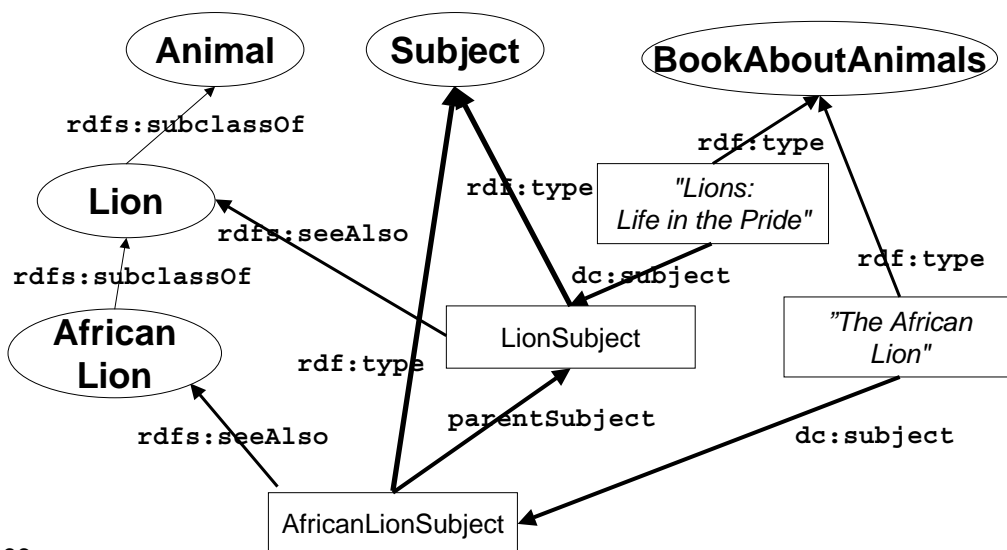 Animal
Subject
BookAboutAnimals
rdfs:subclassOf
rdf:type
Lion
rdf:type
"Lions:
Life in the Pride"
rdfs:seeAlso
rdf:type
rdfs:subclassOf
dc:subject
African
Lion
LionSubject
”The African
Lion"
rdf:type
parentSubject
rdfs:seeAlso
dc:subject
AfricanLionSubject